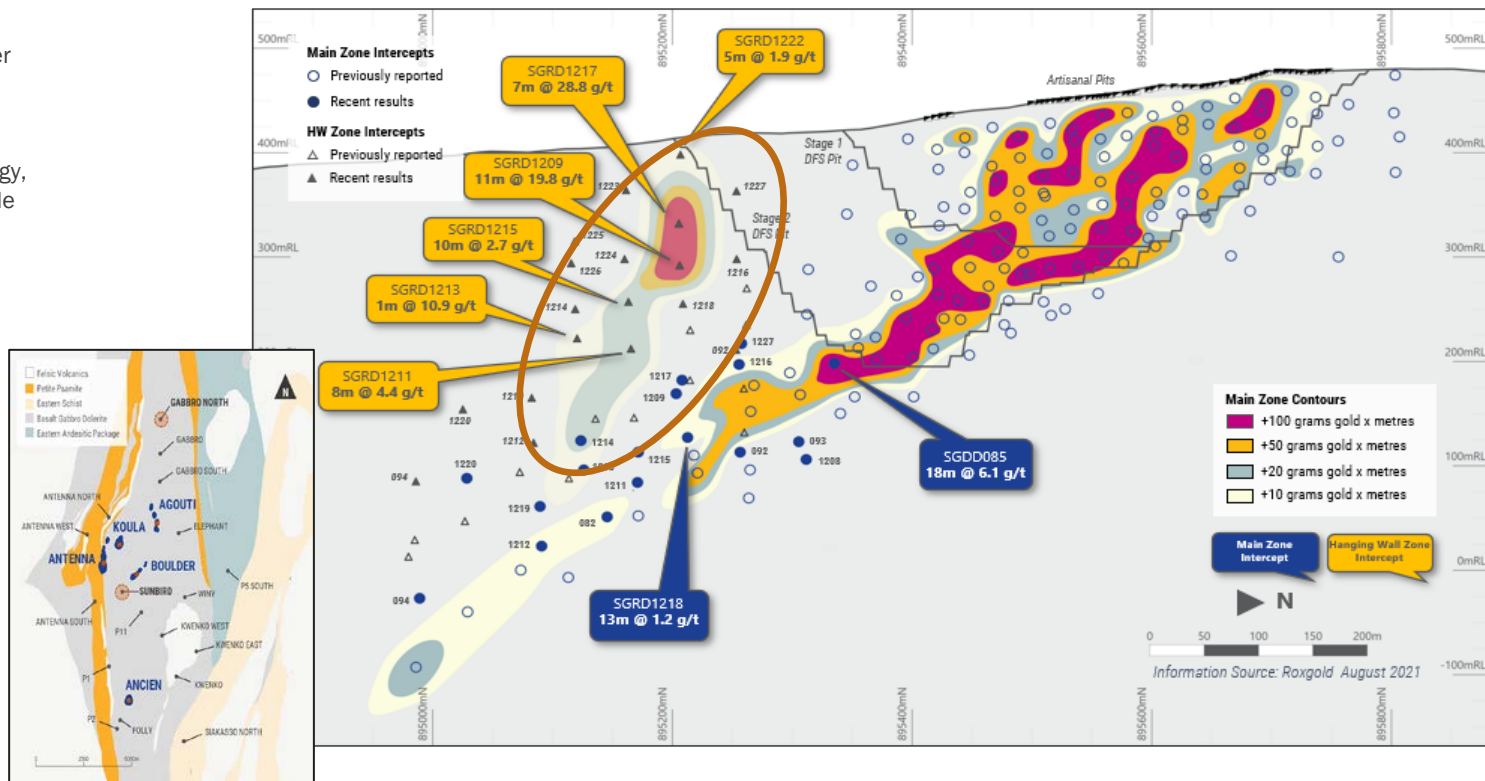 er
gy,
le
500mRL
400mRL
300mRL
895000mN
895200mN
895400mN
895600mN
895800mN
500mRL
400mRL
300mRL
200mRL
100mRL
0mRL
-100mRL
Main Zone Intercepts
Previously reported
Recent results
HW Zone Intercepts
Previously reported
Recent results
SGRD1222
5m @ 1.9 g/t
SGRD1217
7m @ 28.8 g/t
SGRD1209
11m @ 19.8 g/t
SGRD1215
10m @ 2.7 g/t
SGRD1213
1m @ 10.9 g/t
SGRD1211
8m @ 4.4 g/t
Artisanal Pits
Stage 1
DFS Pit
Stage 2
DFS Pit
1227
1225
1224
1226
1216
1214
1218
092
1227
1216
1217
1209
1220
1212
1214
1215
092
093
1208
094
1220
1211
1219
082
1212
094
SGDD085
18m @ 6.1 g/t
SGRD1218
13m @ 1.2 g/t
Main Zone Contours
+100 grams gold x metres
+50 grams gold x metres
+20 grams gold x metres
+10 grams gold x metres
Main Zone
Intercept
Hanging Wall Zone
Intercept
N
0 50 100 150 200m
Information Source: Roxgold August 2021
895000mN
895200mN
895400mN
895600mN
895800mN
Felsic Volcanics
Petite Psamite
Eastern Schist
Basalt Gabbro Dolerite
Eastern Andesitic Package
N
GABBRO NORTH
GABBRO
GABBRO SOUTH
ANTENNA NORTH
AGOUTI
ANTENNA WEST
KOULA
ELEPHANT
ANTENNA
BOULDER
P5 SOUTH
SUNBIRD
WINY
ANTENNA SOUTH
P11
KWENKO WEST
KWENKO EAST
P1
KWENKO
ANCIEN
P2
FOLLY
SIAKASSO NORTH